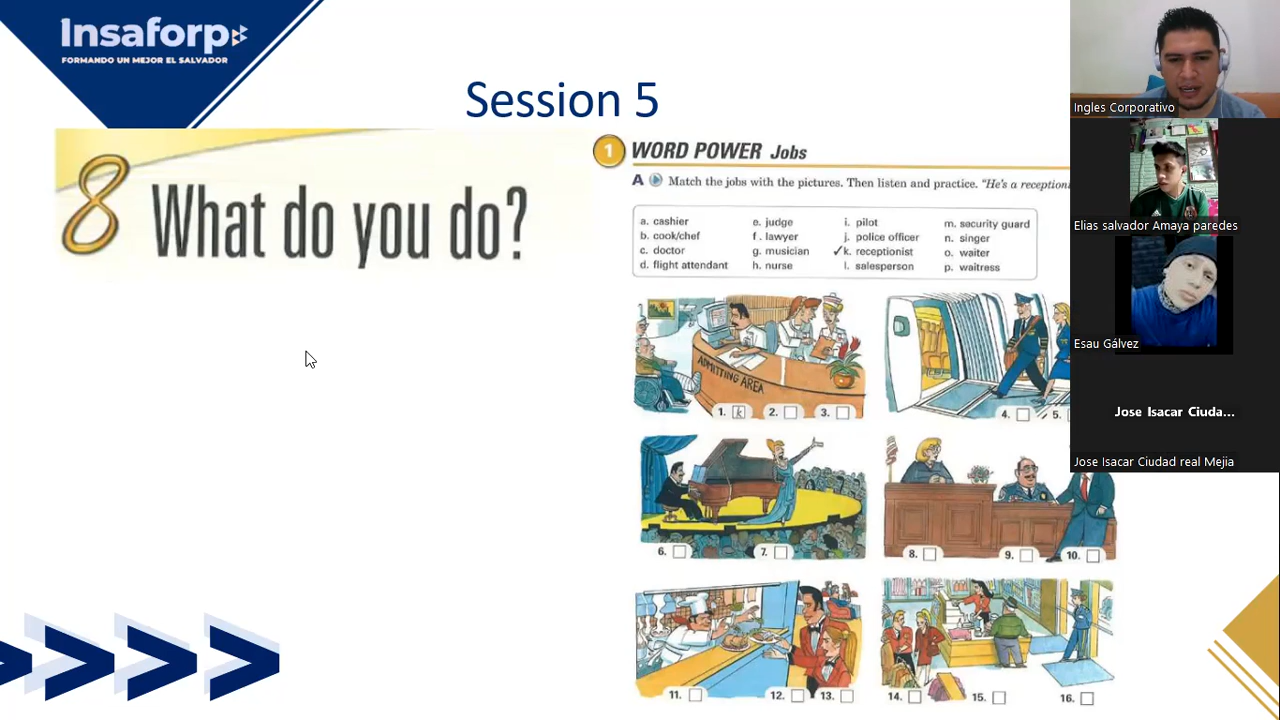 Insaforp
FORMANDO UN MEJOR EL SALVADOR
Session 5
8 What do you do?
1 WORD POWER Jobs
A Match the jobs with the pictures. Then listen and practice. "He's a
a. cashier
b. cook/chef
c. doctor
d. flight attendant
e. judge
f. lawyer
g. musician
h. nurse
i. pilot
j. police officer
✓k. receptionist
l. salesperson
m. security guard
n. singer
o. waiter
p. waitress
ADMITTING AREA
1. k 2. 3.
4. 5.
6. 7.
8. 9. 10.
11. 12. 13.
14. 15. 16.
Ingles Corporativo
Elias salvador Amaya paredes
Esau Gálvez
Jose Isacar Ciuda...
Jose Isacar Ciudad real Mejia